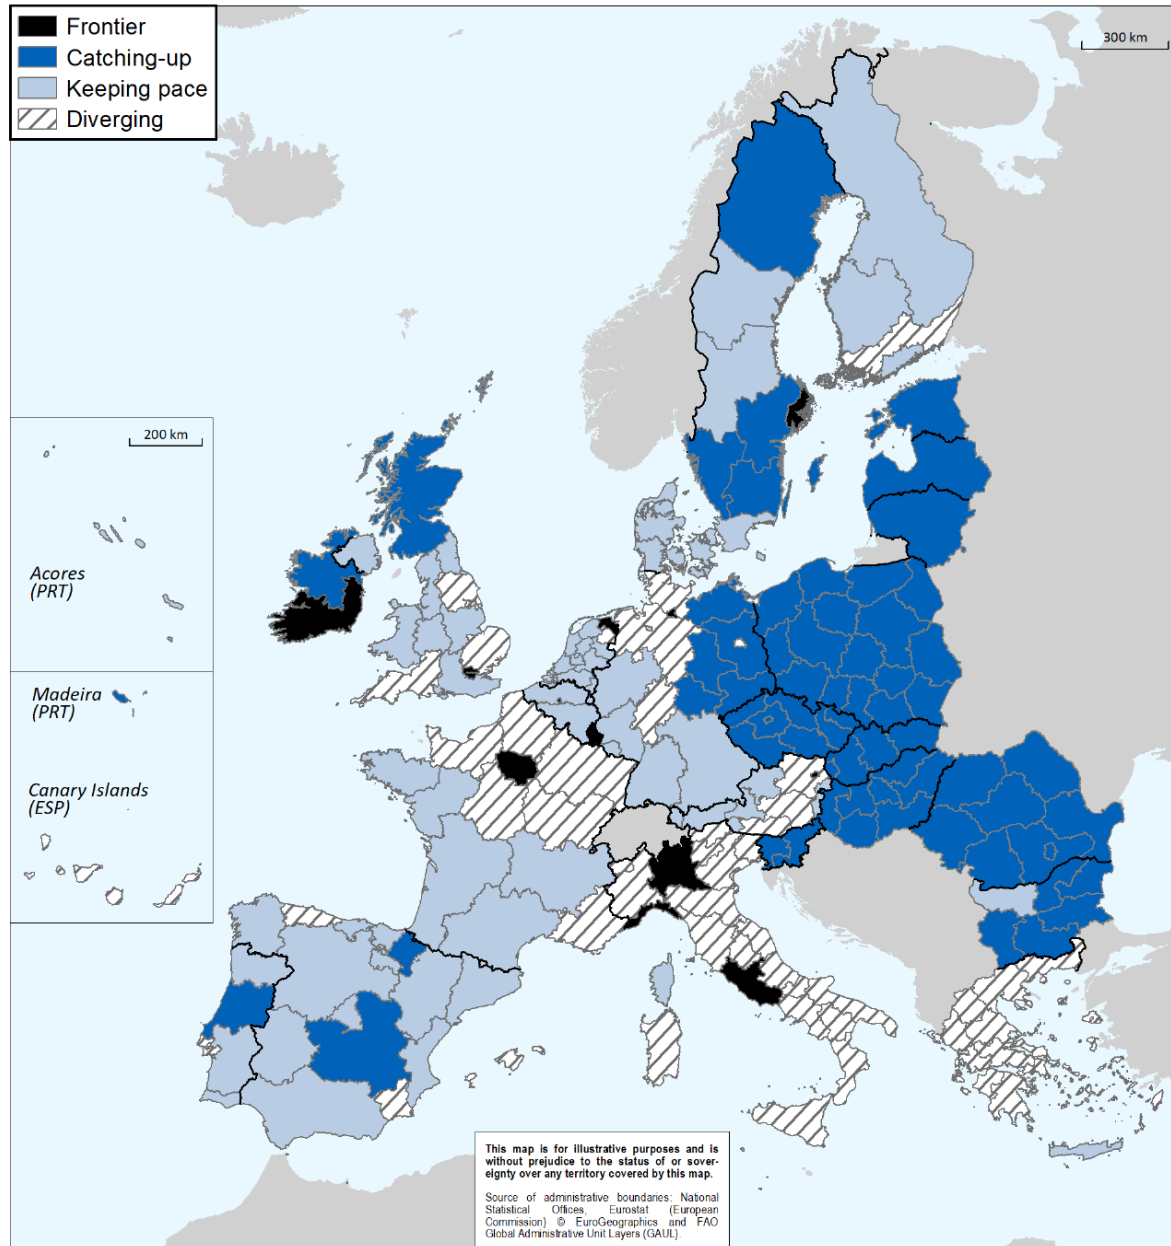 Frontier
Catching-up
Keeping pace
Diverging
300 km
200 km
Acores
(PRT)
Madeira
(PRT)
Canary Islands
(ESP)
This map is for illustrative purposes and is
without prejudice to the status of or sover-
eignty over any territory covered by this map.
Source of administrative boundaries: National
Statistical Offices, Eurostat (European
Commission) © EuroGeographics and FAO
Global Administrative Unit Layers (GAUL).